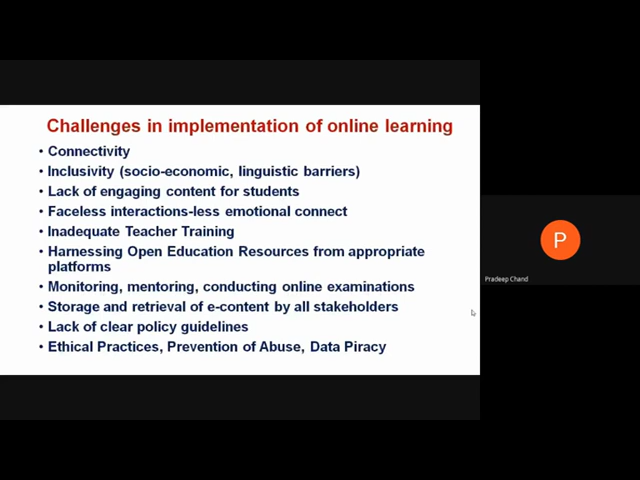 Challenges in implementation of online learning
• Connectivity
• Inclusivity (socio-economic, linguistic barriers)
• Lack of engaging content for students
• Faceless interactions-less emotional connect
• Inadequate Teacher Training
• Harnessing Open Education Resources from appropriate
platforms
• Monitoring, mentoring, conducting online examinations
• Storage and retrieval of e-content by all stakeholders
• Lack of clear policy guidelines
• Ethical Practices, Prevention of Abuse, Data Piracy
P
Pradeep Chand